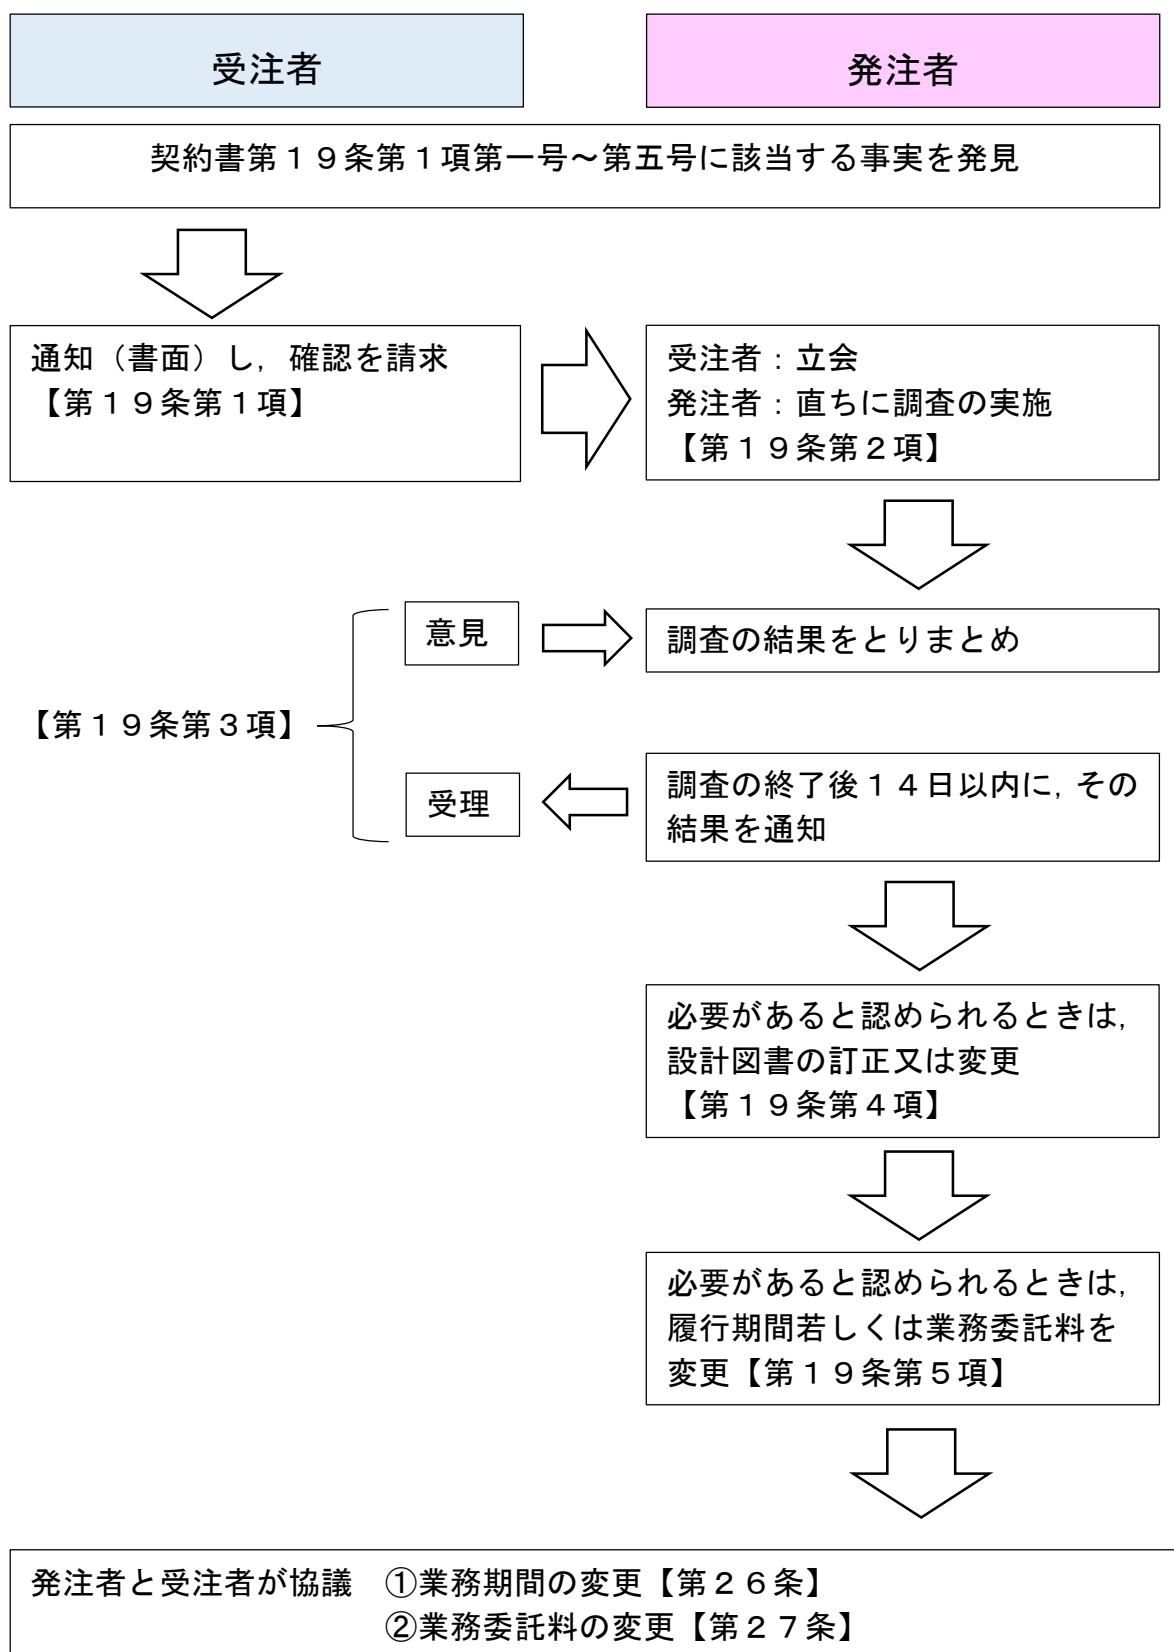 受注者
発注者
契約書第１９条第１項第一号～第五号に該当する事実を発見
通知（書面）し，確認を請求
【第１９条第１項】
受注者：立会
発注者：直ちに調査の実施
【第１９条第２項】
意見
調査の結果をとりまとめ
【第１９条第３項】
受理
調査の終了後１４日以内に，その
結果を通知
必要があると認められるときは，
設計図書の訂正又は変更
【第１９条第４項】
必要があると認められるときは，
履行期間若しくは業務委託料を
変更【第１９条第５項】
発注者と受注者が協議　①業務期間の変更【第２６条】
②業務委託料の変更【第２７条】